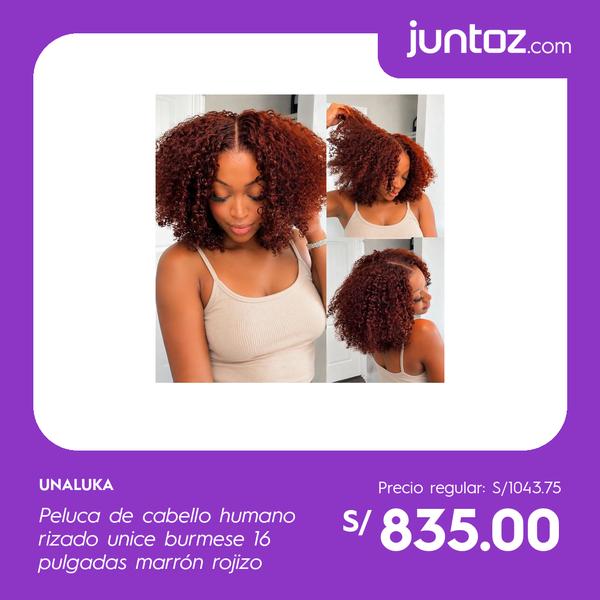 juntoz.com
UNALUKA
Peluca de cabello humano
rizado unice burmese 16
pulgadas marrón rojizo
Precio regular: S/1043.75
S/ 835.00